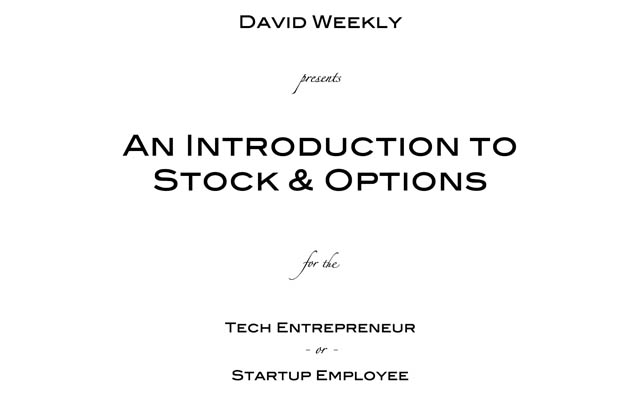 David Weekly
presents
An Introduction to
Stock & Options
for the
Tech Entrepreneur
- or -
Startup Employee